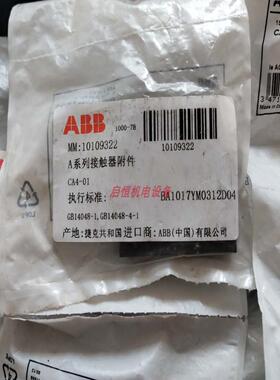 ABB
1000-7B
MM:10109322
10109322
A系列接触器附件
CA4-01
启恒机电设备
执行标准:
BA1017YM0312D04
GB14048-1,GB14048-4-1
产地:捷克共和国 进口商:ABB(中国)有限公司